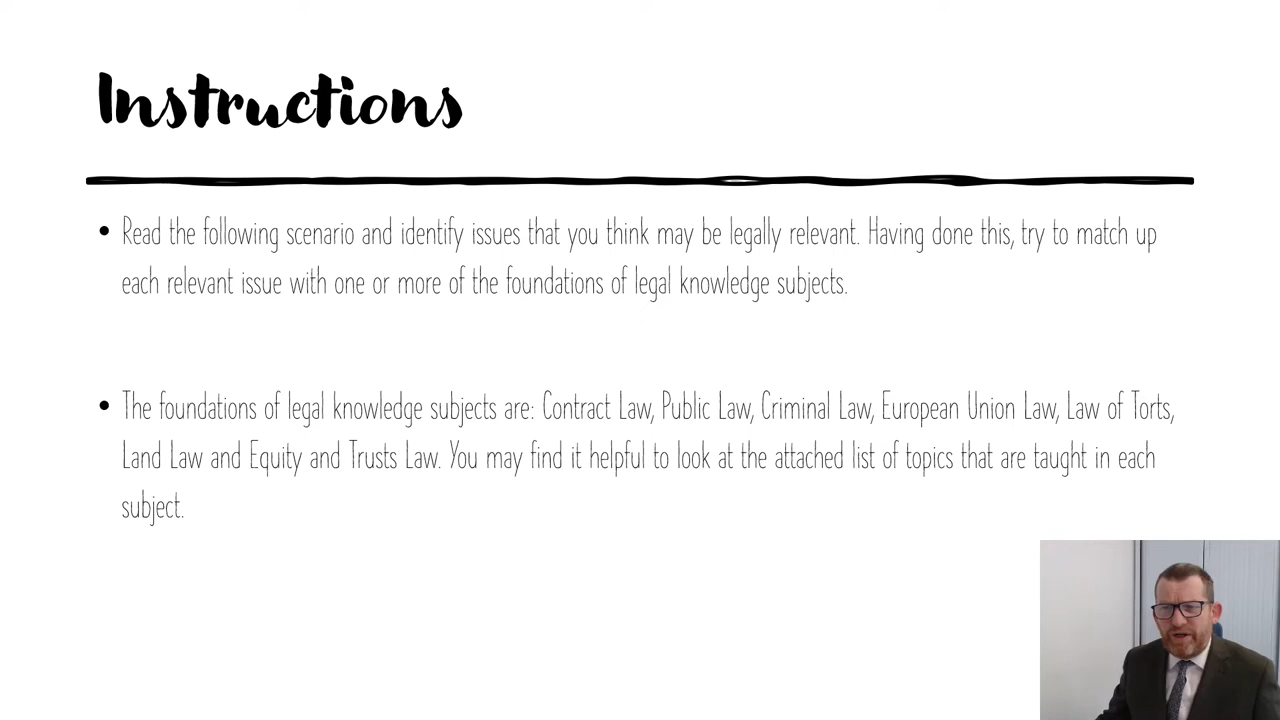 Instructions
• Read the following scenario and identify issues that you think may be legally relevant. Having done this, try to match up
each relevant issue with one or more of the foundations of legal knowledge subjects.
• The foundations of legal knowledge subjects are: Contract Law, Public Law, Criminal Law, European Union Law, Law of Torts,
Land Law and Equity and Trusts Law. You may find it helpful to look at the attached list of topics that are taught in each
subject.